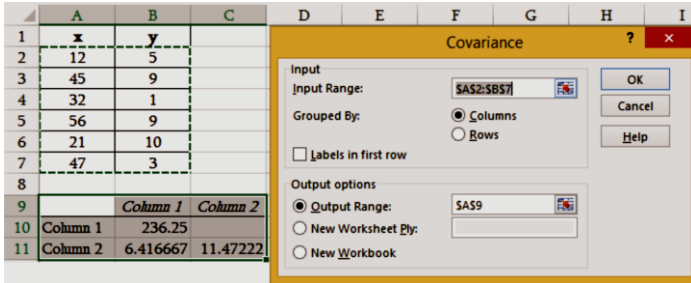 A B C D E F G H I
1 x y
2 12 5
3 45 9
4 32 1
5 56 9
6 21 10
7 47 3
8
9 Column 1 Column 2
10 Column 1 236.25
11 Column 2 6.416667 11.47222
Covariance ? ×
Input
Input Range: $A$2:$B$7
Grouped By: Columns
Rows
Labels in first row
Output options
Output Range: $A$9
New Worksheet Ply:
New Workbook
OK
Cancel
Help